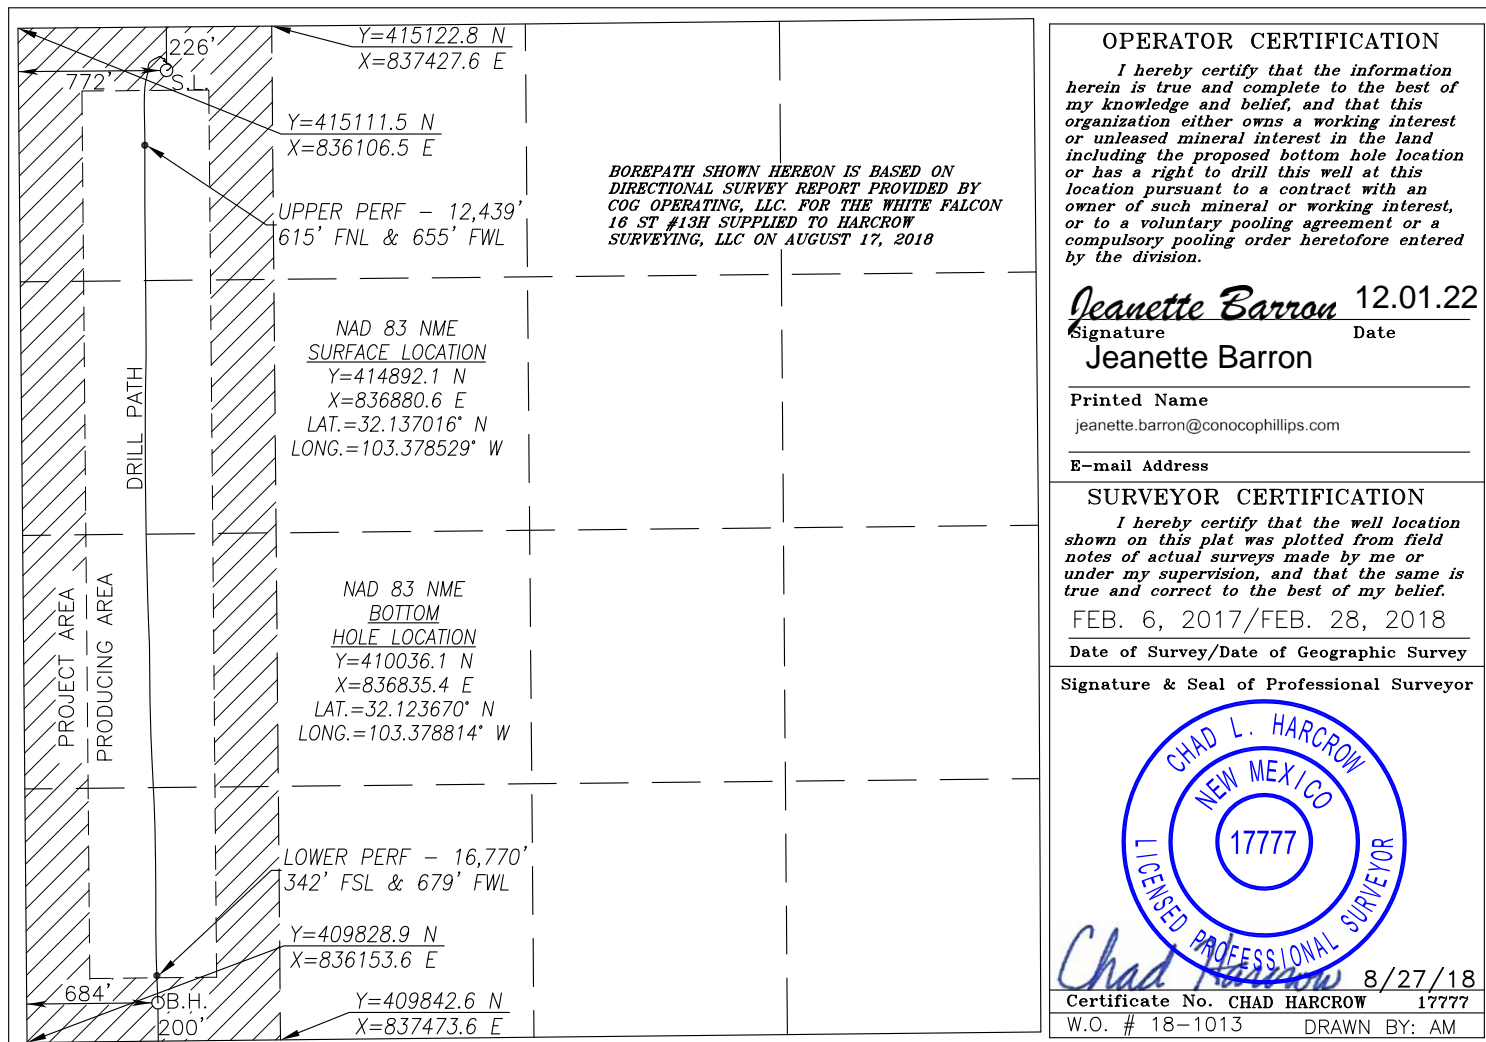 226'
772'
S.L.
Y=415122.8 N
X=837427.6 E
Y=415111.5 N
X=836106.5 E
UPPER PERF – 12,439'
615' FNL & 655' FWL
BOREPATH SHOWN HEREON IS BASED ON
DIRECTIONAL SURVEY REPORT PROVIDED BY
COG OPERATING, LLC. FOR THE WHITE FALCON
16 ST #13H SUPPLIED TO HARCROW
SURVEYING, LLC ON AUGUST 17, 2018
NAD 83 NME
SURFACE LOCATION
Y=414892.1 N
X=836880.6 E
LAT.=32.137016° N
LONG.=103.378529° W
DRILL PATH
PROJECT AREA
PRODUCING AREA
NAD 83 NME
BOTTOM
HOLE LOCATION
Y=410036.1 N
X=836835.4 E
LAT.=32.123670° N
LONG.=103.378814° W
LOWER PERF – 16,770'
342' FSL & 679' FWL
Y=409828.9 N
X=836153.6 E
684'
B.H.
200'
Y=409842.6 N
X=837473.6 E
OPERATOR CERTIFICATION
I hereby certify that the information
herein is true and complete to the best of
my knowledge and belief, and that this
organization either owns a working interest
or unleased mineral interest in the land
including the proposed bottom hole location
or has a right to drill this well at this
location pursuant to a contract with an
owner of such mineral or working interest,
or to a voluntary pooling agreement or a
compulsory pooling order heretofore entered
by the division.
Jeanette Barron 12.01.22
Signature Date
Jeanette Barron
Printed Name
jeanette.barron@conocophillips.com
E-mail Address
SURVEYOR CERTIFICATION
I hereby certify that the well location
shown on this plat was plotted from field
notes of actual surveys made by me or
under my supervision, and that the same is
true and correct to the best of my belief.
FEB. 6, 2017/FEB. 28, 2018
Date of Survey/Date of Geographic Survey
Signature & Seal of Professional Surveyor
CHAD L. HARCROW
NEW MEXICO
17777
LICENSED PROFESSIONAL SURVEYOR
Chad Harcrow 8/27/18
Certificate No. CHAD HARCROW 17777
W.O. # 18-1013 DRAWN BY: AM